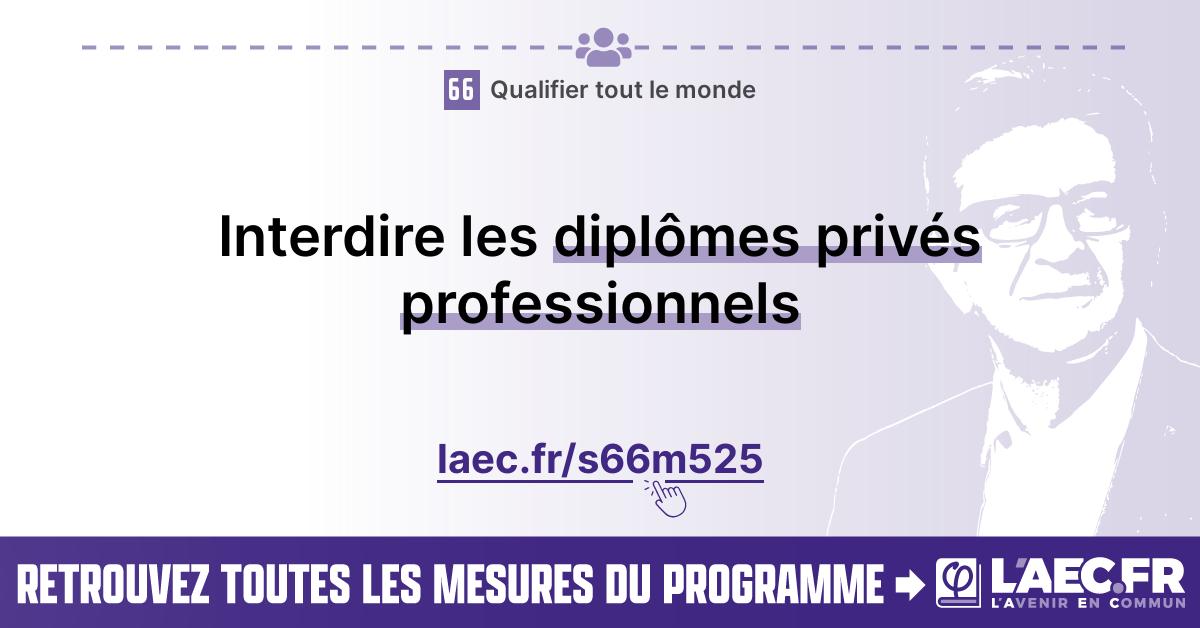 66 Qualifier tout le monde
Interdire les diplômes privés
professionnels
laec.fr/s66m525
RETROUVEZ TOUTES LES MESURES DU PROGRAMME
L'AEC.FR
L'AVENIR EN COMMUN